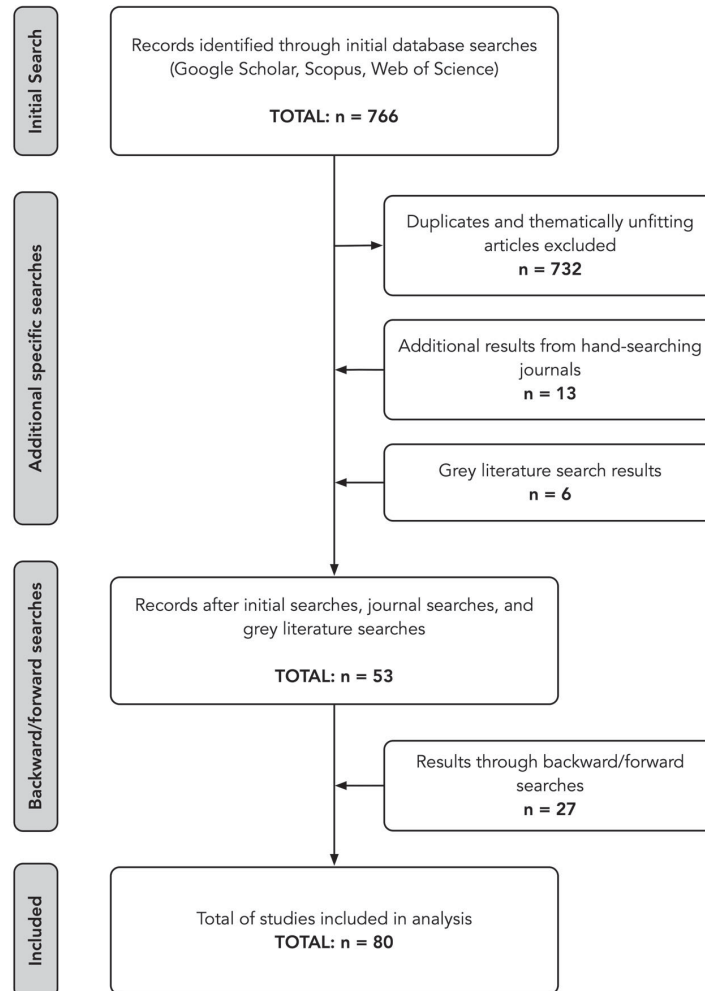 Initial Search
Records identified through initial database searches
(Google Scholar, Scopus, Web of Science)
TOTAL: n = 766
Additional specific searches
Duplicates and thematically unfitting
articles excluded
n = 732
Additional results from hand-searching
journals
n = 13
Grey literature search results
n = 6
Backward/forward searches
Records after initial searches, journal searches, and
grey literature searches
TOTAL: n = 53
Results through backward/forward
searches
n = 27
Included
Total of studies included in analysis
TOTAL: n = 80